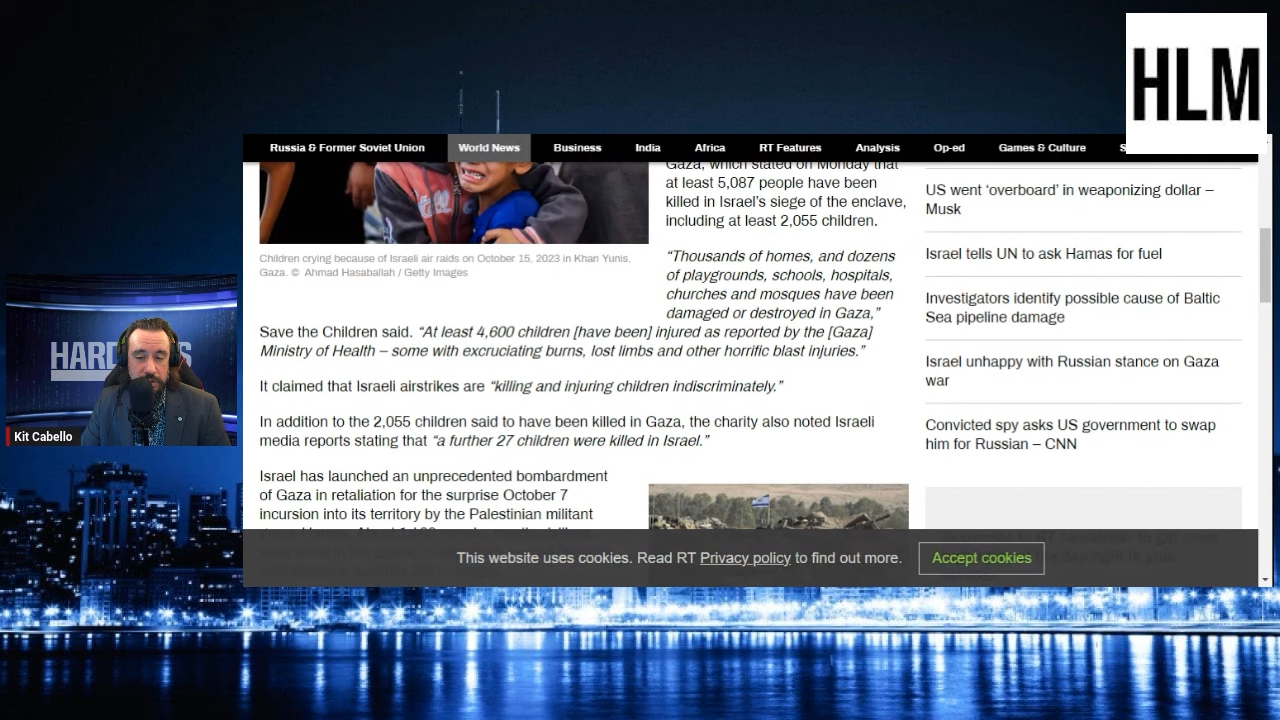 HLM
Russia & Former Soviet Union World News Business India Africa RT Features Analysis Op-ed Games & Culture
Gaza, which stated on Monday that
at least 5,087 people have been
killed in Israel's siege of the enclave,
including at least 2,055 children.
Children crying because of Israeli air raids on October 15, 2023 in Khan Yunis,
Gaza. © Ahmad Hasaballah / Getty Images
“Thousands of homes, and dozens
of playgrounds, schools, hospitals,
churches and mosques have been
damaged or destroyed in Gaza,”
Save the Children said. “At least 4,600 children [have been] injured as reported by the [Gaza]
Ministry of Health – some with excruciating burns, lost limbs and other horrific blast injuries.”
It claimed that Israeli airstrikes are “killing and injuring children indiscriminately.”
In addition to the 2,055 children said to have been killed in Gaza, the charity also noted Israeli
media reports stating that “a further 27 children were killed in Israel.”
Israel has launched an unprecedented bombardment
of Gaza in retaliation for the surprise October 7
incursion into its territory by the Palestinian militant
US went ‘overboard’ in weaponizing dollar –
Musk
Israel tells UN to ask Hamas for fuel
Investigators identify possible cause of Baltic
Sea pipeline damage
Israel unhappy with Russian stance on Gaza
war
Convicted spy asks US government to swap
him for Russian – CNN
This website uses cookies. Read RT Privacy policy to find out more. Accept cookies
Kit Cabello